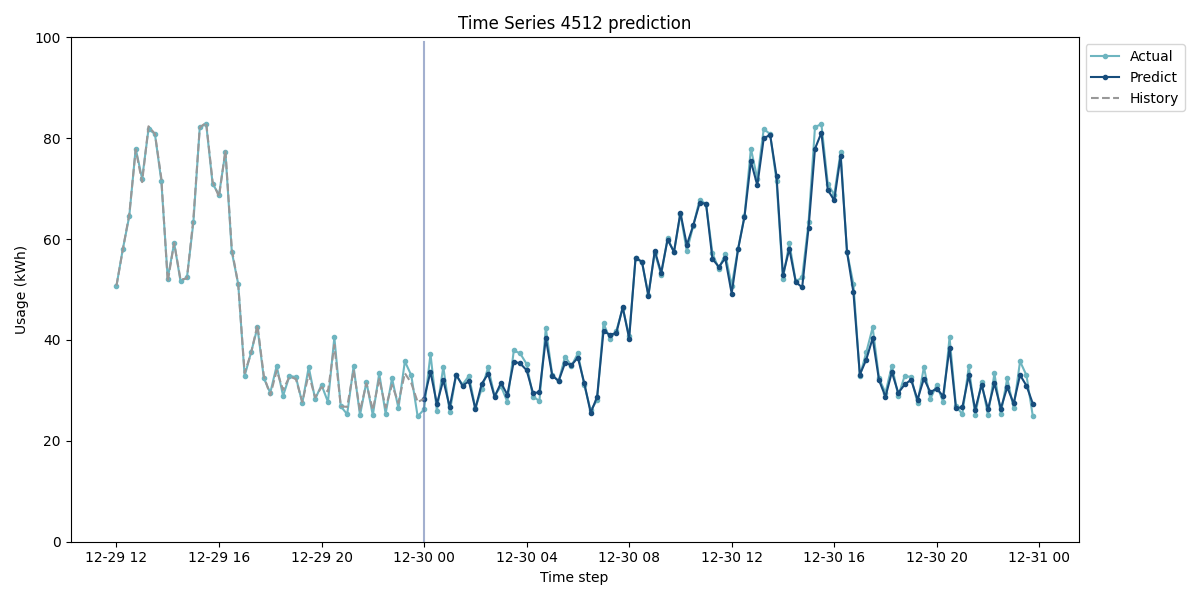 Time Series 4512 prediction
100
80
60
40
20
0
Usage (kWh)
12-29 12
12-29 16
12-29 20
12-30 00
12-30 04
12-30 08
12-30 12
12-30 16
12-30 20
12-31 00
Time step
Actual
Predict
History